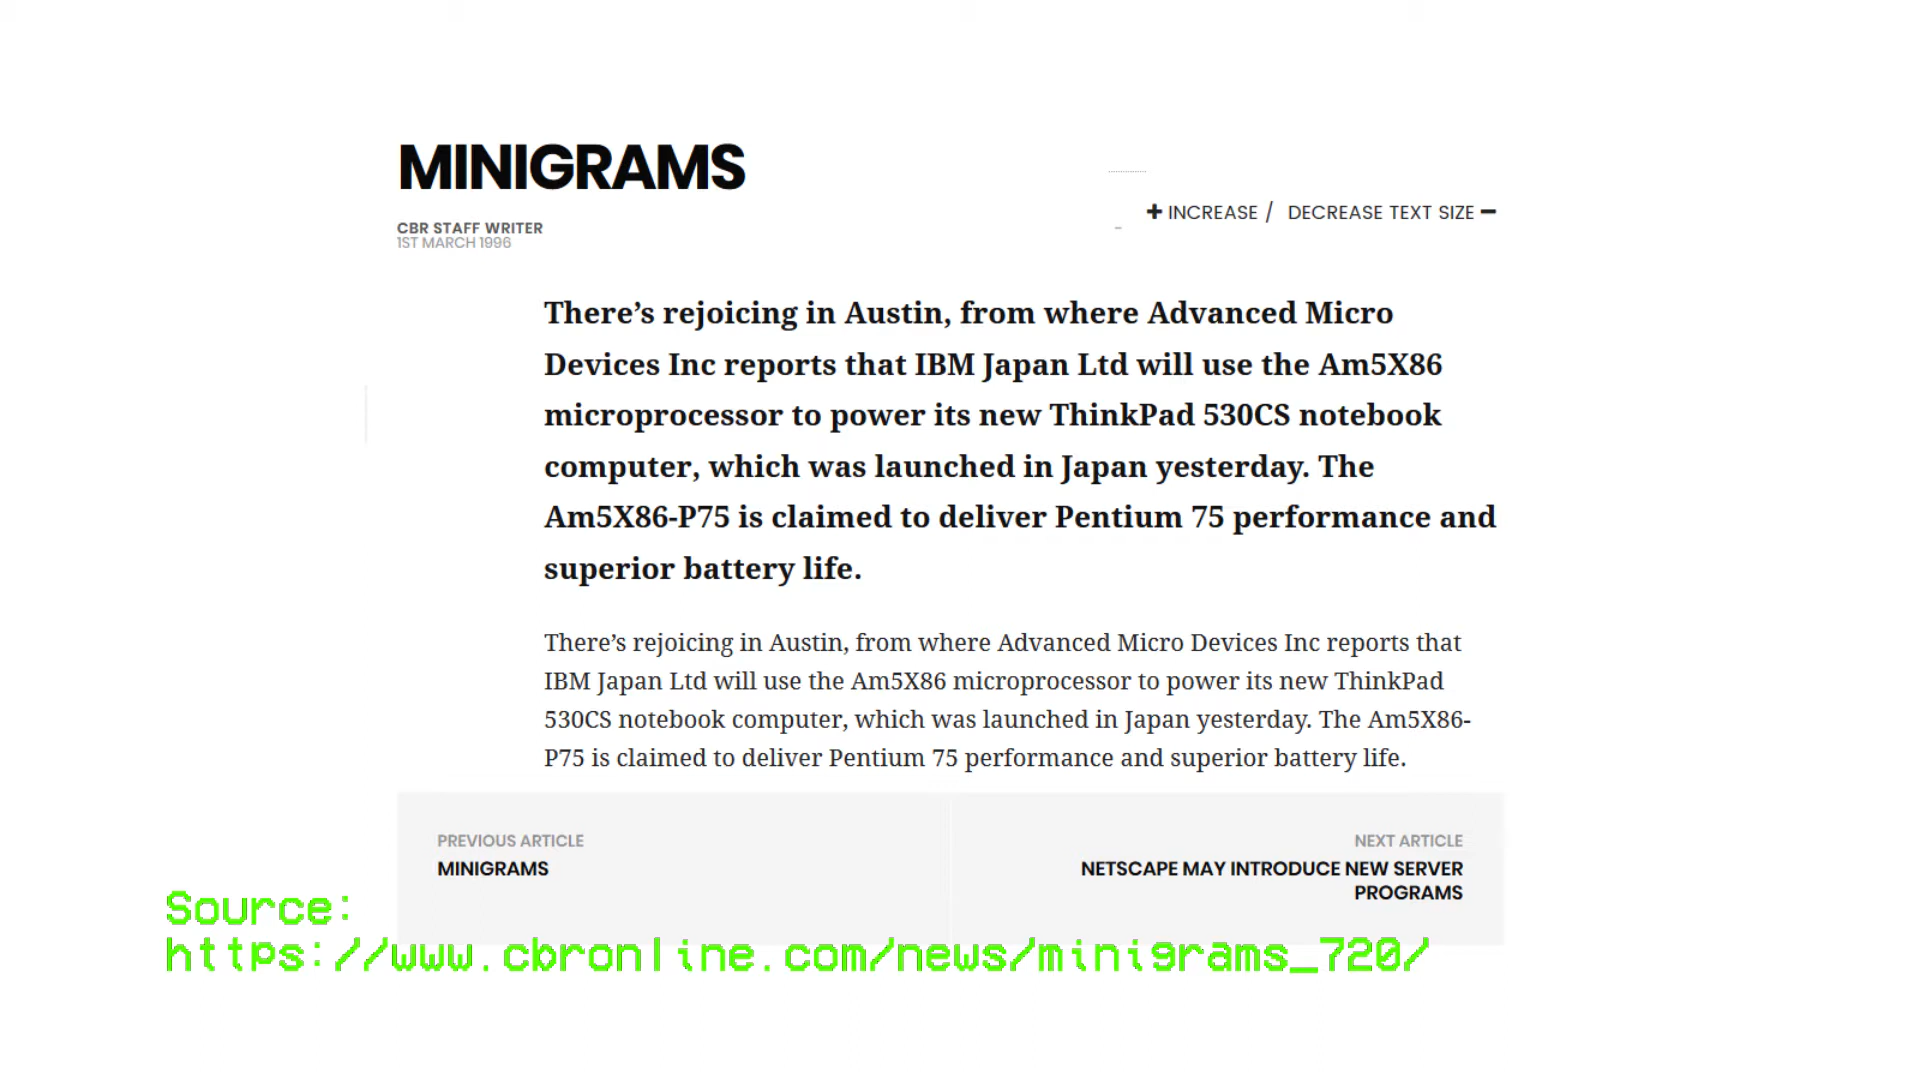 MINIGRAMS
CBR STAFF WRITER
1ST MARCH 1996
+ INCREASE / DECREASE TEXT SIZE −
There’s rejoicing in Austin, from where Advanced Micro
Devices Inc reports that IBM Japan Ltd will use the Am5X86
microprocessor to power its new ThinkPad 530CS notebook
computer, which was launched in Japan yesterday. The
Am5X86-P75 is claimed to deliver Pentium 75 performance and
superior battery life.
There’s rejoicing in Austin, from where Advanced Micro Devices Inc reports that
IBM Japan Ltd will use the Am5X86 microprocessor to power its new ThinkPad
530CS notebook computer, which was launched in Japan yesterday. The Am5X86-
P75 is claimed to deliver Pentium 75 performance and superior battery life.
PREVIOUS ARTICLE
MINIGRAMS
NEXT ARTICLE
NETSCAPE MAY INTRODUCE NEW SERVER
PROGRAMS
Source:
https://www.cbronline.com/news/minigrams_720/